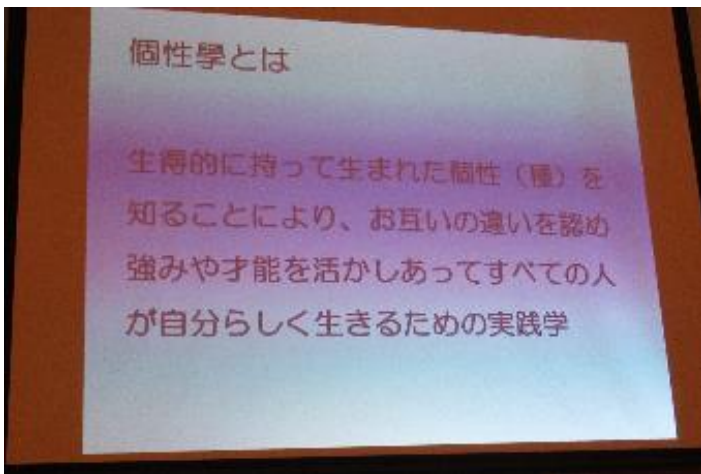 個性學とは
生得的に持って生まれた個性（種）を
知ることにより、お互いの違いを認め
強みや才能を活かしあってすべての人
が自分らしく生きるための実践学